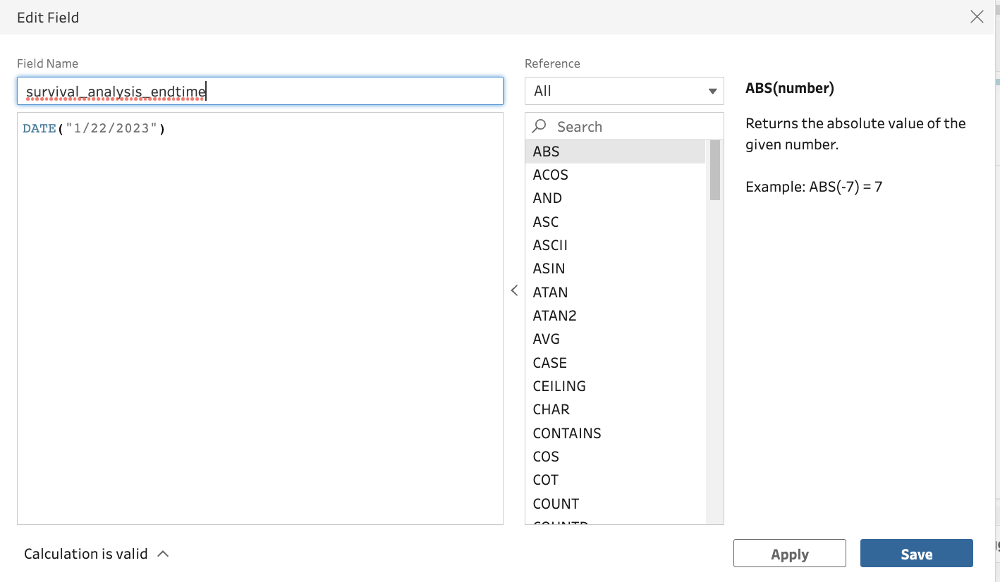 Edit Field
Field Name
survival_analysis_endtime
DATE("1/22/2023")
Reference
All
Search
ABS
ACOS
AND
ASC
ASCII
ASIN
ATAN
ATAN2
AVG
CASE
CEILING
CHAR
CONTAINS
COS
COT
COUNT
COUNTD
ABS(number)
Returns the absolute value of the
given number.
Example: ABS(-7) = 7
Calculation is valid
Apply
Save